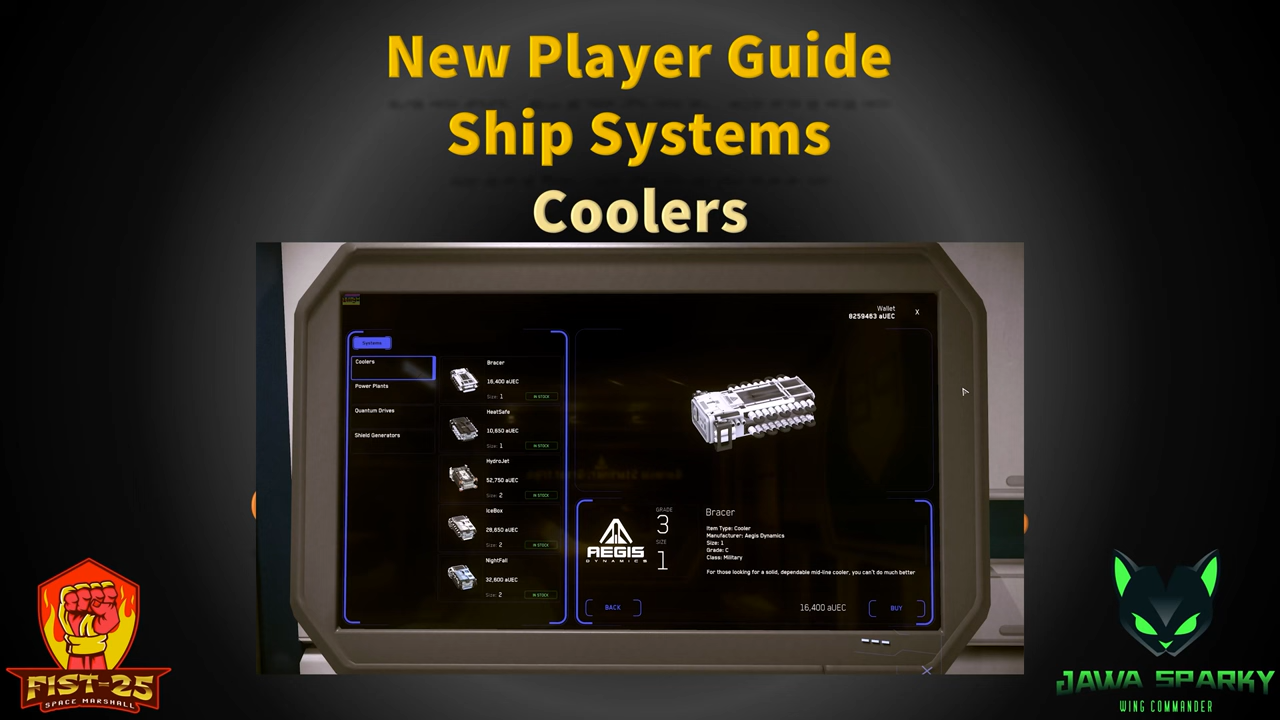 New Player Guide
Ship Systems
Coolers
Wallet
8259463 aUEC
X
Systems
Coolers
Power Plants
Quantum Drives
Shield Generators
Bracer
16,400 aUEC
Size: 1
IN STOCK
HeatSafe
10,650 aUEC
Size: 1
IN STOCK
HydroJet
52,750 aUEC
Size: 2
IN STOCK
IceBox
28,650 aUEC
Size: 2
IN STOCK
NightFall
32,600 aUEC
Size: 2
IN STOCK
AEGIS
DYNAMICS
GRADE
3
SIZE
1
Bracer
Item Type: Cooler
Manufacturer: Aegis Dynamics
Size: 1
Grade: C
Class: Military
For those looking for a solid, dependable mid-line cooler, you can't do much better
BACK
16,400 aUEC
BUY
FIST-25
SPACE MARSHALL
JAWA SPARKY
WING COMMANDER